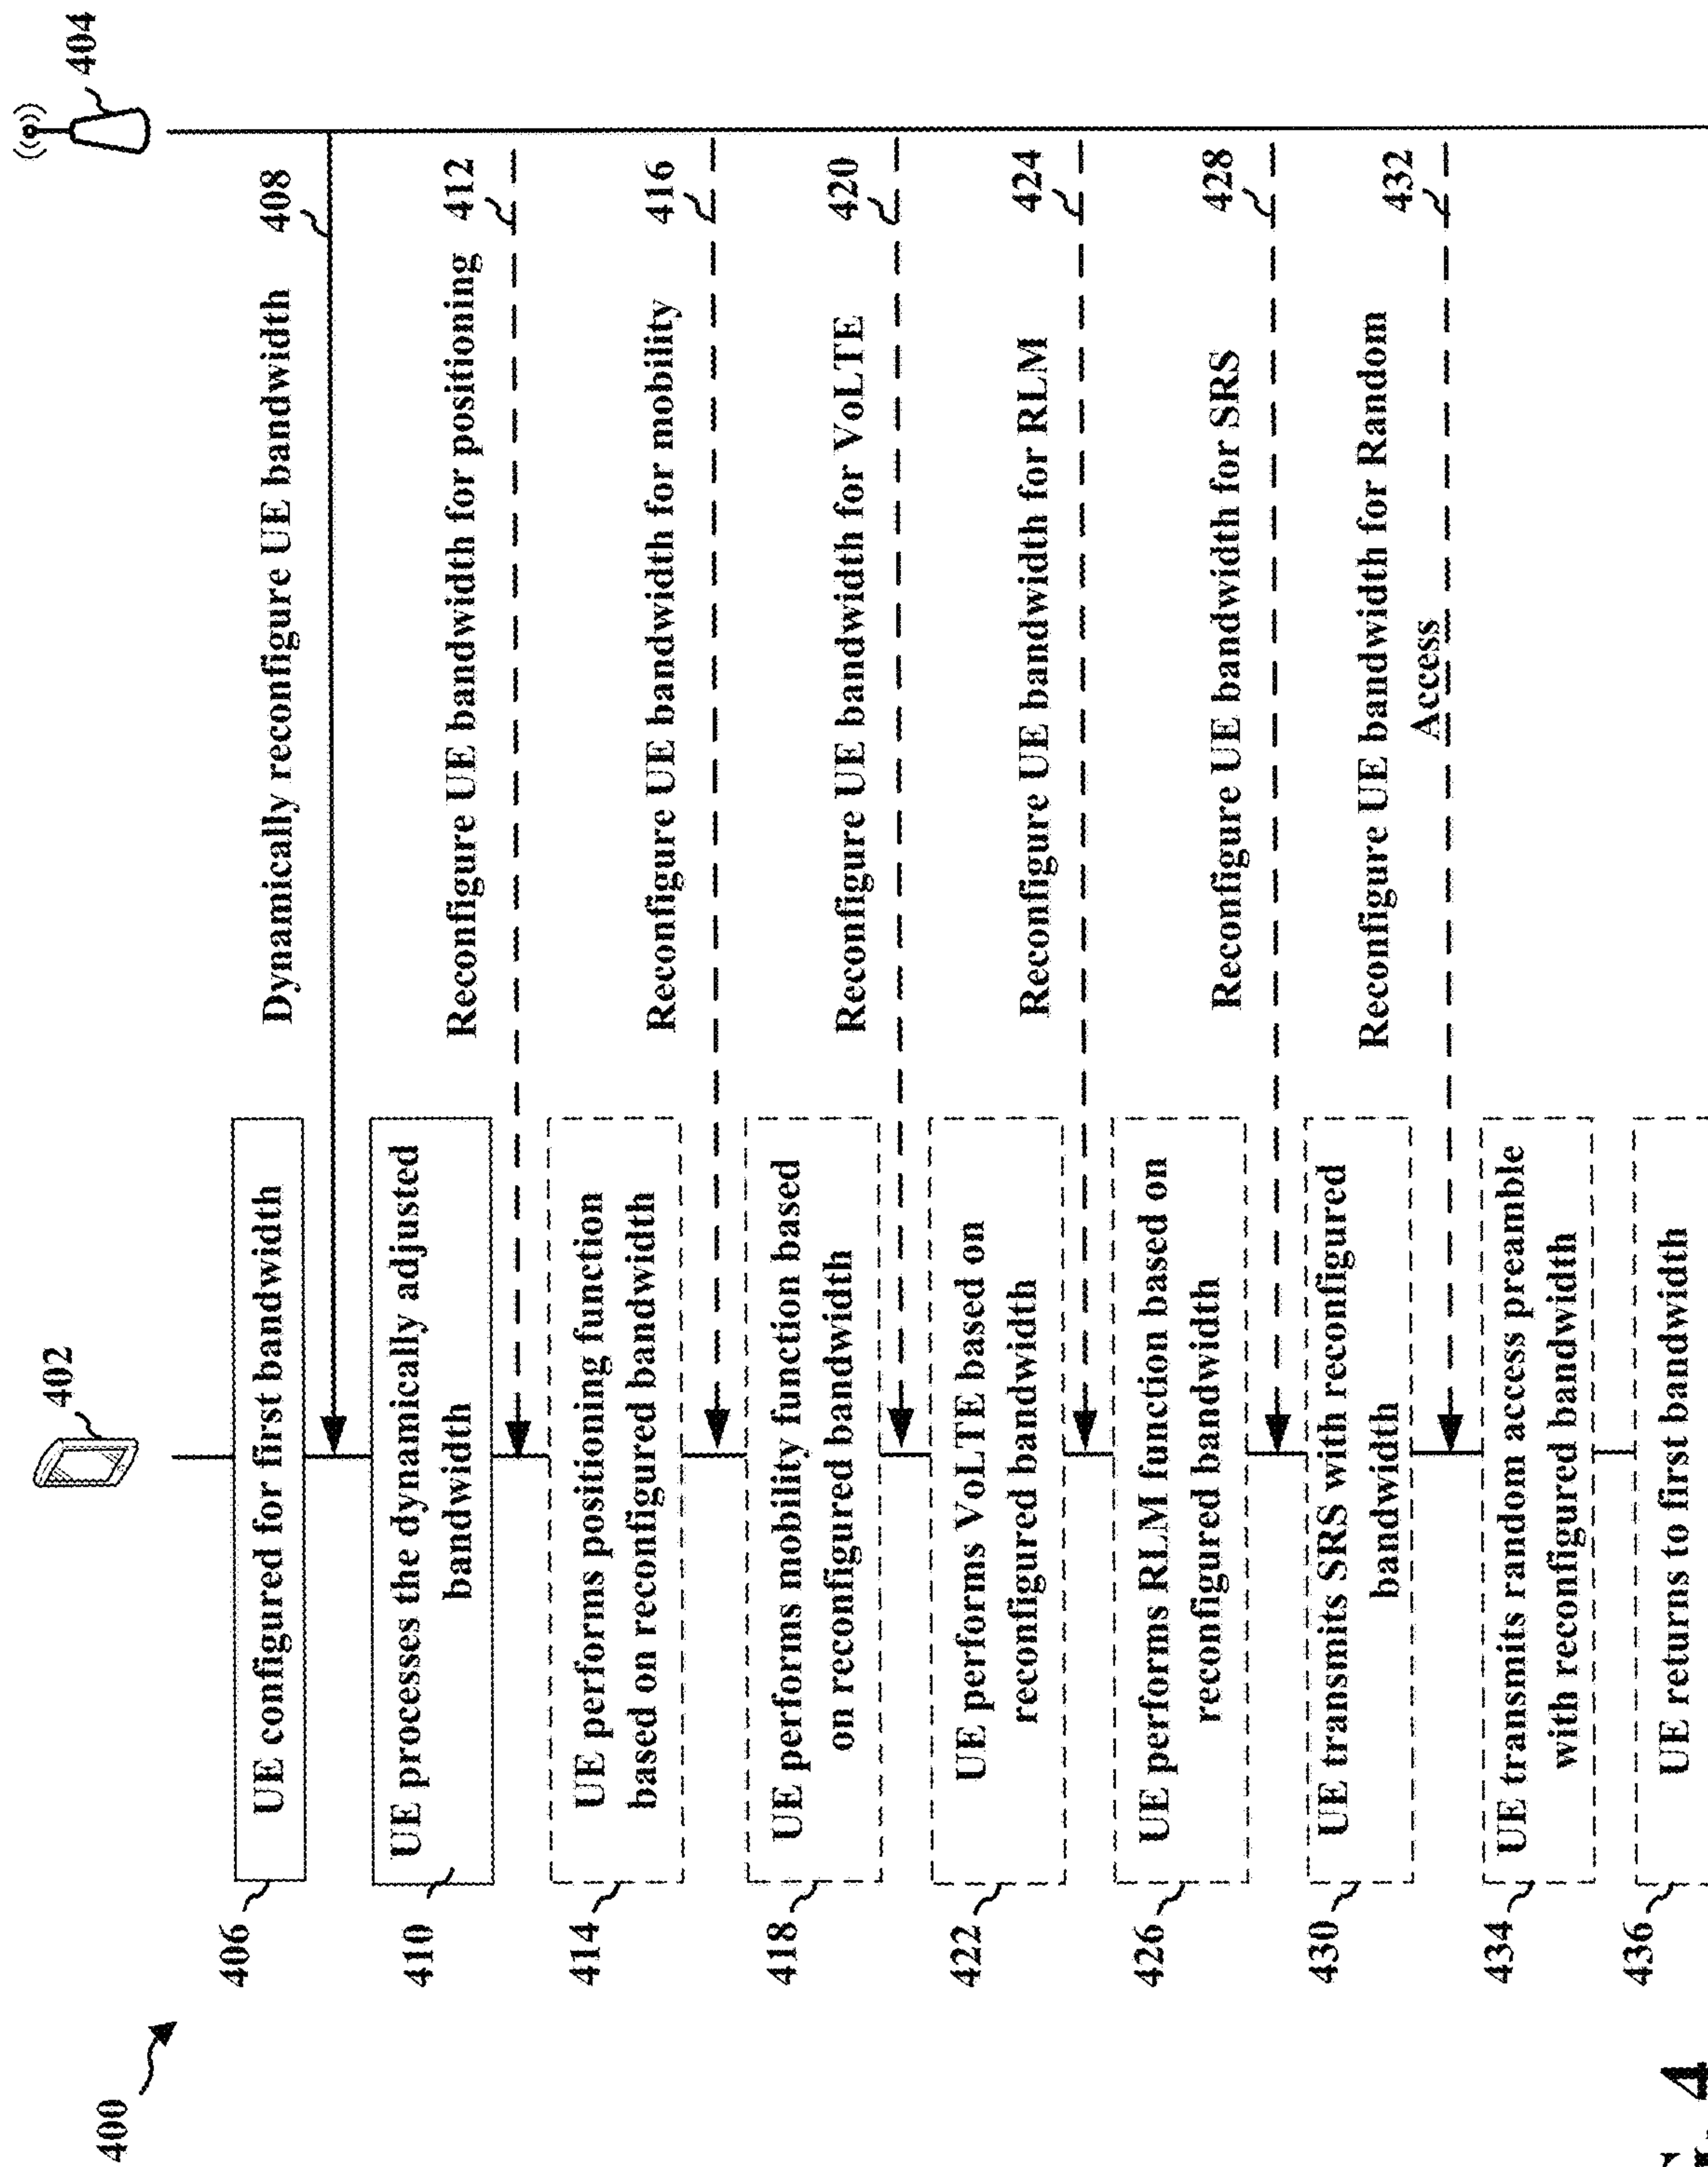 400
402
404
406
UE configured for first bandwidth
Dynamically reconfigure UE bandwidth
408
410
UE processes the dynamically adjusted
bandwidth
Reconfigure UE bandwidth for positioning
412
414
UE performs positioning function
based on reconfigured bandwidth
Reconfigure UE bandwidth for mobility
416
418
UE performs mobility function based
on reconfigured bandwidth
Reconfigure UE bandwidth for VoLTE
420
422
UE performs VoLTE based on
reconfigured bandwidth
Reconfigure UE bandwidth for RLM
424
426
UE performs RLM function based on
reconfigured bandwidth
Reconfigure UE bandwidth for SRS
428
430
UE transmits SRS with reconfigured
bandwidth
Reconfigure UE bandwidth for Random
Access
432
434
UE transmits random access preamble
with reconfigured bandwidth
436
UE returns to first bandwidth
4